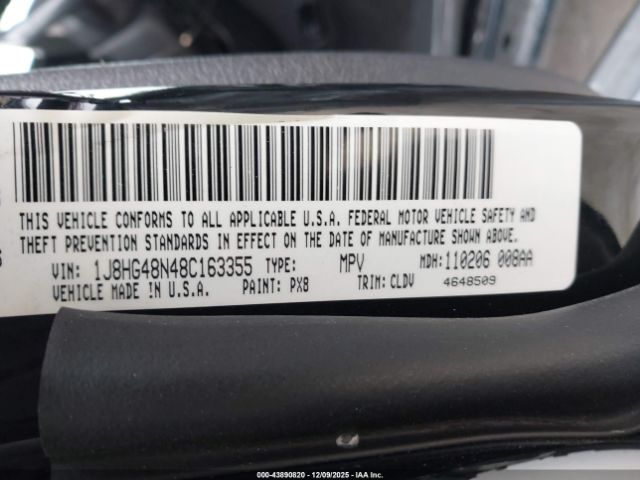 THIS VEHICLE CONFORMS TO ALL APPLICABLE U.S.A. FEDERAL MOTOR VEHICLE SAFETY AND
THEFT PREVENTION STANDARDS IN EFFECT ON THE DATE OF MANUFACTURE SHOWN ABOVE.
VIN: 1J8HG48N48C163355 TYPE: MPV MDH: 110206 008AA
VEHICLE MADE IN U.S.A. PAINT: PX8 TRIM: CLDV 4648509
000-43890820 - 12/09/2025 - IAA Inc.